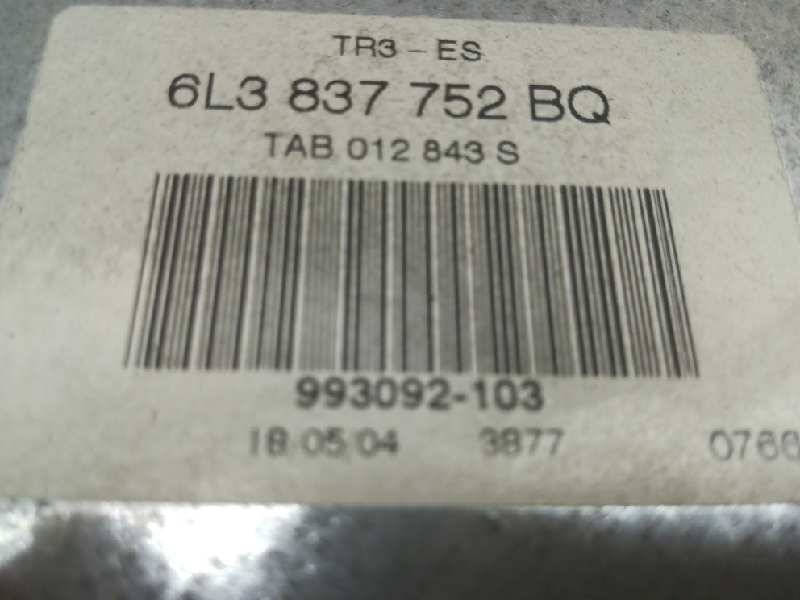 TR3 - ES
6L3 837 752 BQ
TAB 012 843 S
993092-103
18/05/04 3877 0766